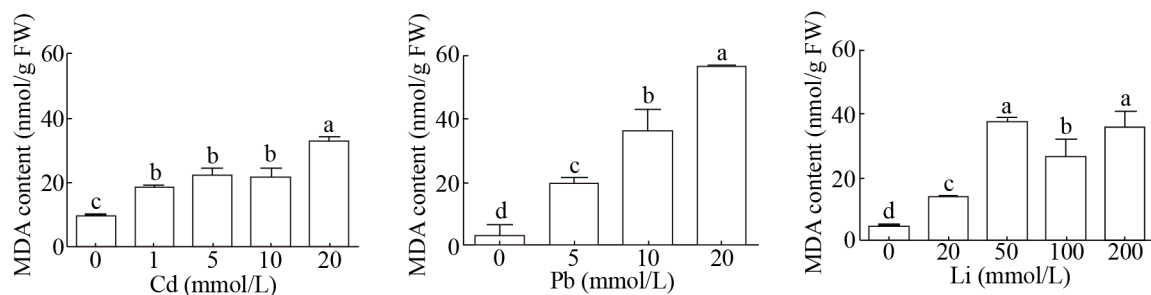 MDA content (nmol/g FW)
60
40
20
0
c
b
b
b
a
0 1 5 10 20
Cd (mmol/L)
MDA content (nmol/g FW)
60
40
20
0
d
c
b
a
0 5 10 20
Pb (mmol/L)
MDA content (nmol/g FW)
60
40
20
0
d
c
a
b
a
0 20 50 100 200
Li (mmol/L)